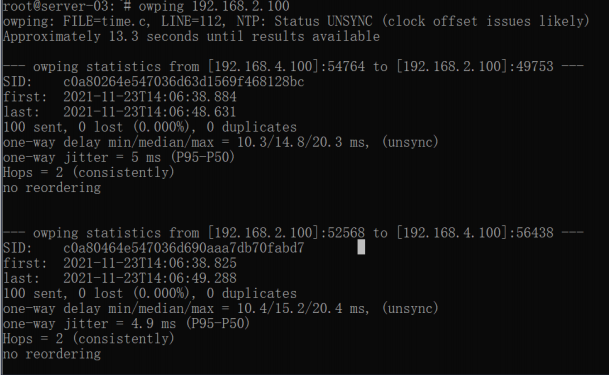 root@server-03:~# owping 192.168.2.100
owping: FILE=time.c, LINE=112, NTP: Status UNSYNC (clock offset issues likely)
Approximately 13.3 seconds until results available
--- owping statistics from [192.168.4.100]:54764 to [192.168.2.100]:49753 ---
SID: c0a80264e547036d63d1569f468128bc
first: 2021-11-23T14:06:38.884
last: 2021-11-23T14:06:48.631
100 sent, 0 lost (0.000%), 0 duplicates
one-way delay min/median/max = 10.3/14.8/20.3 ms, (unsync)
one-way jitter = 5 ms (P95-P50)
Hops = 2 (consistently)
no reordering
--- owping statistics from [192.168.2.100]:52568 to [192.168.4.100]:56438 ---
SID: c0a80464e547036d690aaa7db70fabd7
first: 2021-11-23T14:06:38.825
last: 2021-11-23T14:06:49.288
100 sent, 0 lost (0.000%), 0 duplicates
one-way delay min/median/max = 10.4/15.2/20.4 ms, (unsync)
one-way jitter = 4.9 ms (P95-P50)
Hops = 2 (consistently)
no reordering